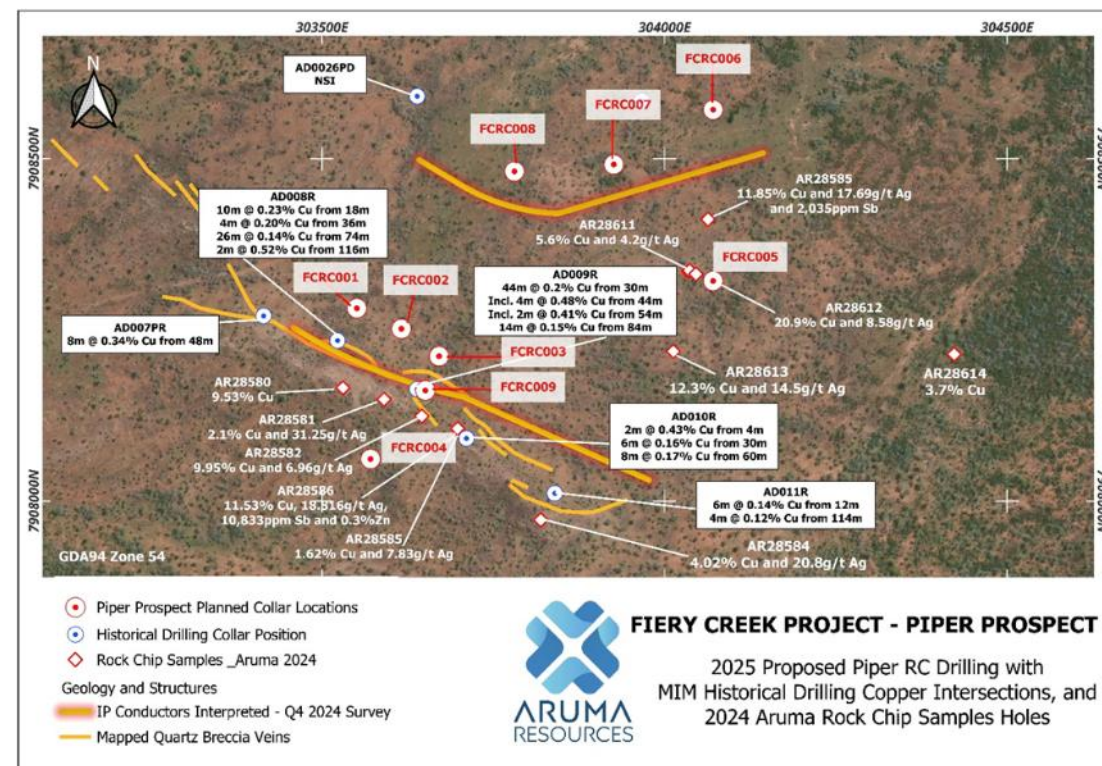 303500E
304000E
304500E
7908500N
7908500N
7908000N
7908000N
N
AD0026PD
NSI
FCRC006
FCRC007
FCRC008
AR28585
11.85% Cu and 17.69g/t Ag
and 2,035ppm Sb
AD008R
10m @ 0.23% Cu from 18m
4m @ 0.20% Cu from 36m
26m @ 0.14% Cu from 74m
2m @ 0.52% Cu from 116m
AR28611
5.6% Cu and 4.2g/t Ag
FCRC005
FCRC001
FCRC002
AD009R
44m @ 0.2% Cu from 30m
Incl. 4m @ 0.48% Cu from 44m
Incl. 2m @ 0.41% Cu from 54m
14m @ 0.15% Cu from 84m
AR28612
20.9% Cu and 8.58g/t Ag
AD007PR
8m @ 0.34% Cu from 48m
FCRC003
AR28613
12.3% Cu and 14.5g/t Ag
AR28614
3.7% Cu
AR28580
9.53% Cu
FCRC009
AR28581
2.1% Cu and 31.25g/t Ag
AR28582
9.95% Cu and 6.96g/t Ag
FCRC004
AD010R
2m @ 0.43% Cu from 4m
6m @ 0.16% Cu from 30m
8m @ 0.17% Cu from 60m
AR28586
11.53% Cu, 18.816g/t Ag,
10,833ppm Sb and 0.3%Zn
AD011R
6m @ 0.14% Cu from 12m
4m @ 0.12% Cu from 114m
AR28585
1.62% Cu and 7.83g/t Ag
AR28584
4.02% Cu and 20.8g/t Ag
GDA94 Zone 54
Piper Prospect Planned Collar Locations
Historical Drilling Collar Position
Rock Chip Samples _Aruma 2024
Geology and Structures
IP Conductors Interpreted - Q4 2024 Survey
Mapped Quartz Breccia Veins
ARUMA
RESOURCES
FIERY CREEK PROJECT - PIPER PROSPECT
2025 Proposed Piper RC Drilling with
MIM Historical Drilling Copper Intersections, and
2024 Aruma Rock Chip Samples Holes